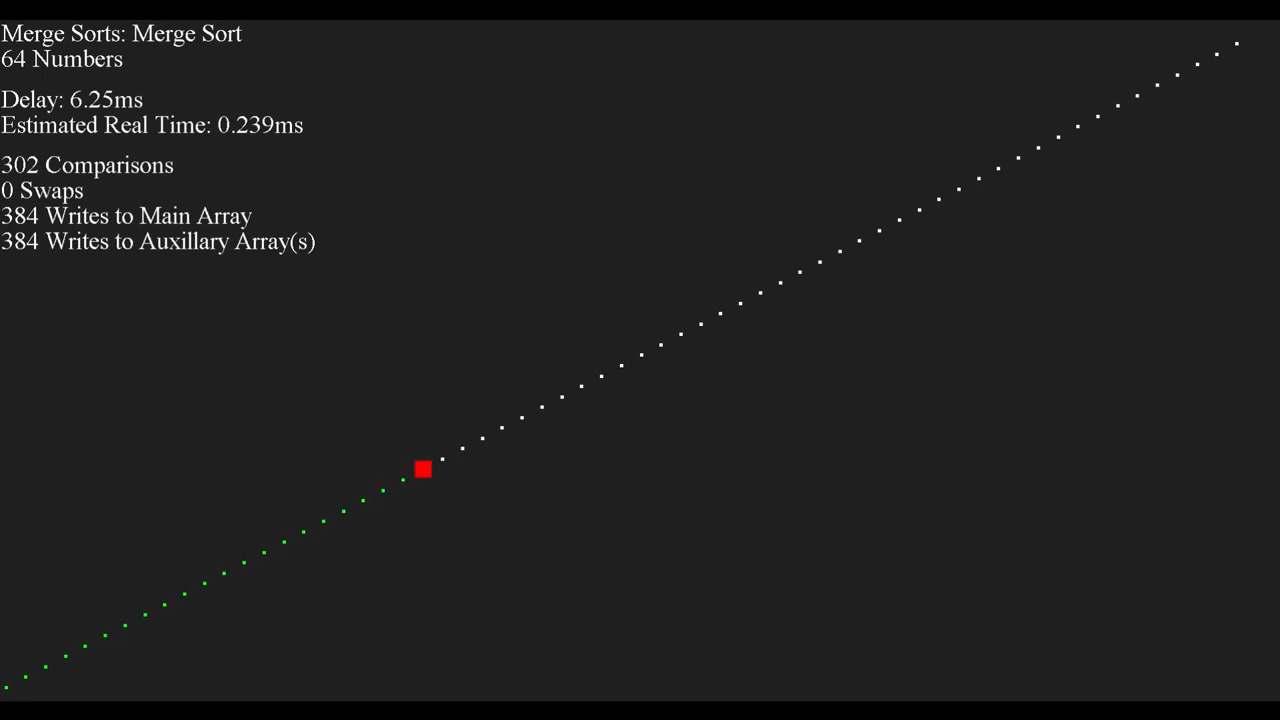 Merge Sorts: Merge Sort
64 Numbers
Delay: 6.25ms
Estimated Real Time: 0.239ms
302 Comparisons
0 Swaps
384 Writes to Main Array
384 Writes to Auxillary Array(s)